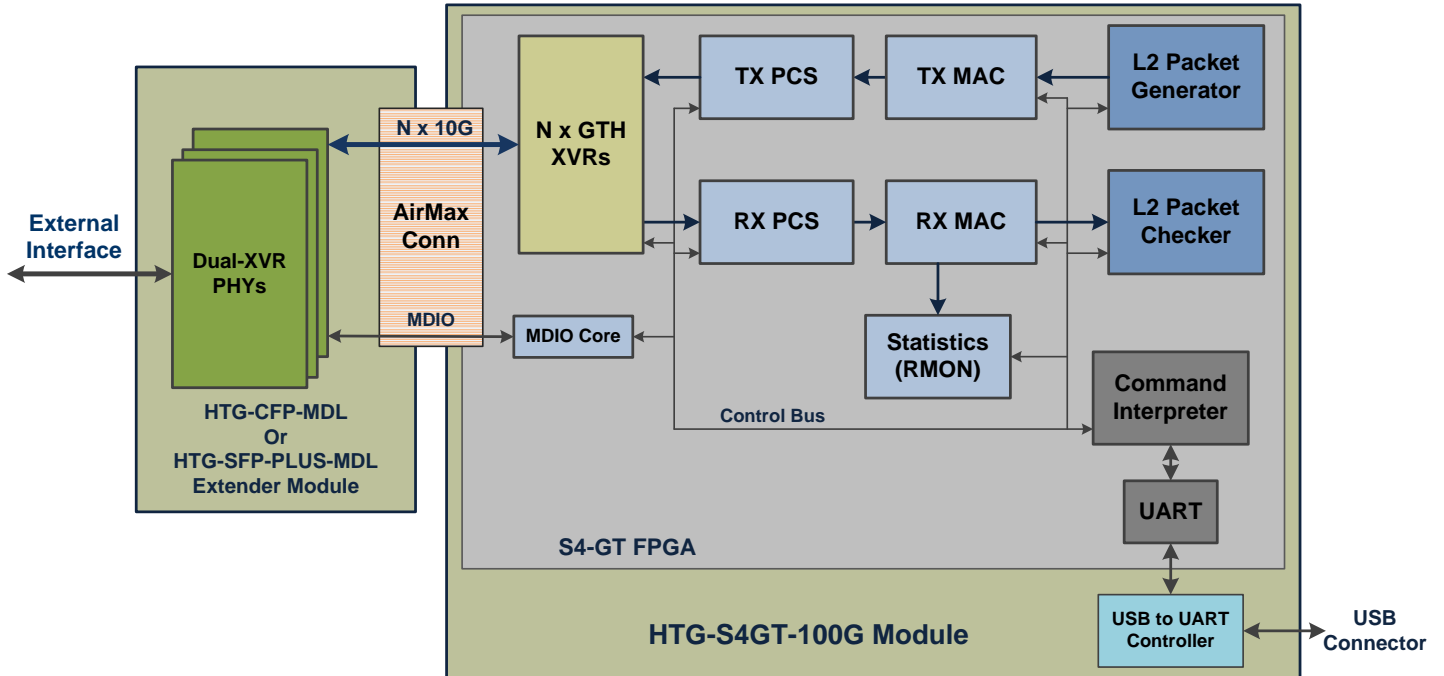 External
Interface
Dual-XVR
PHYs
HTG-CFP-MDL
Or
HTG-SFP-PLUS-MDL
Extender Module
N x 10G
AirMax
Conn
MDIO
N x GTH
XVRs
TX PCS
TX MAC
L2 Packet
Generator
RX PCS
RX MAC
L2 Packet
Checker
MDIO Core
Statistics
(RMON)
Control Bus
Command
Interpreter
UART
S4-GT FPGA
HTG-S4GT-100G Module
USB to UART
Controller
USB
Connector